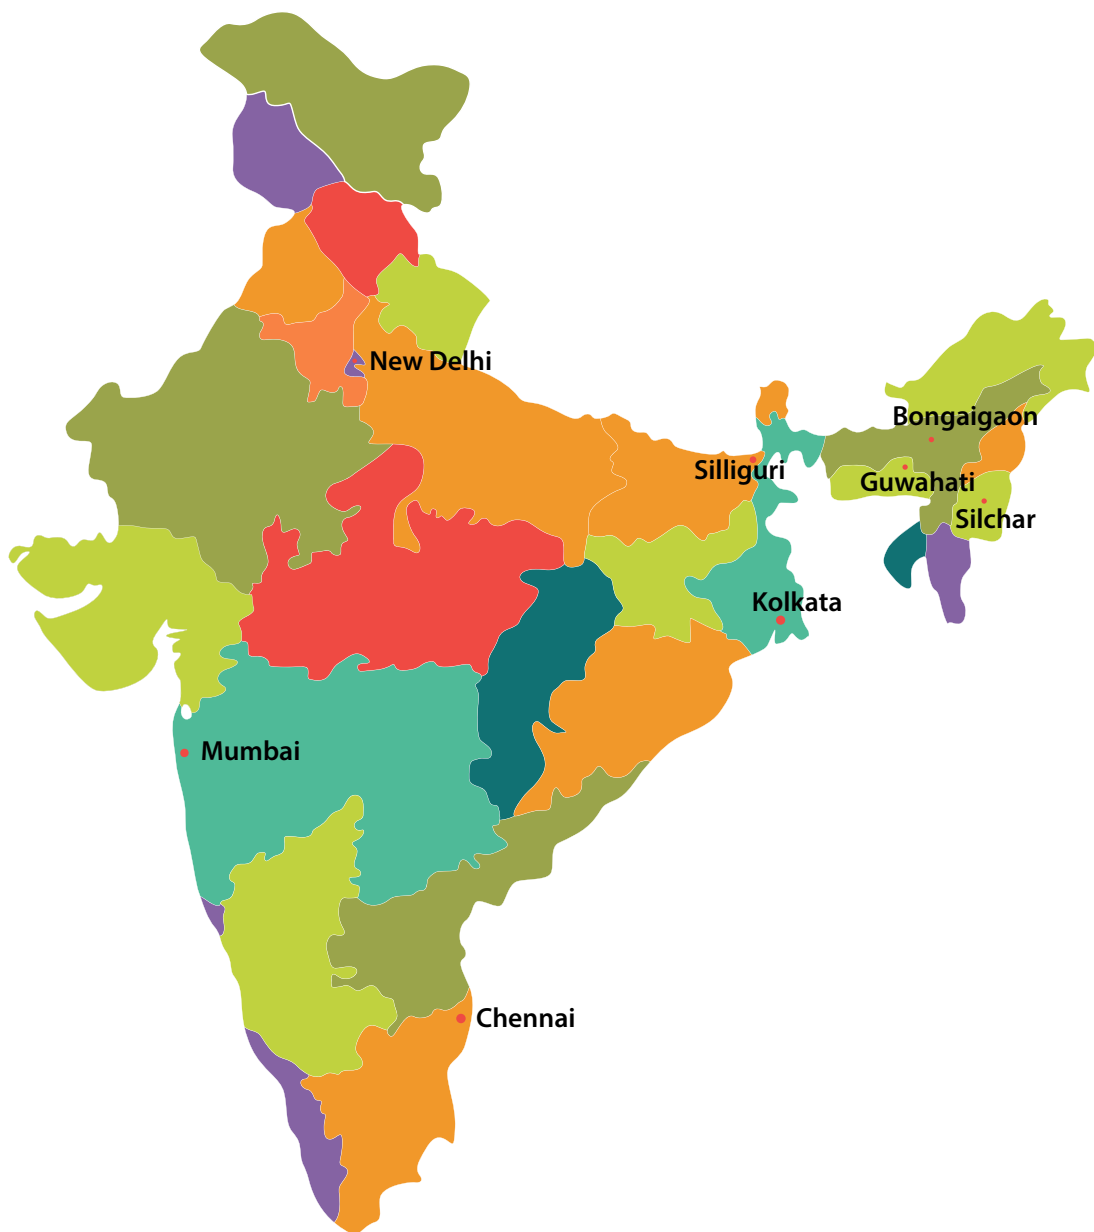 New Delhi
Bongaigaon
Silliguri
Guwahati
Silchar
Kolkata
Mumbai
Chennai